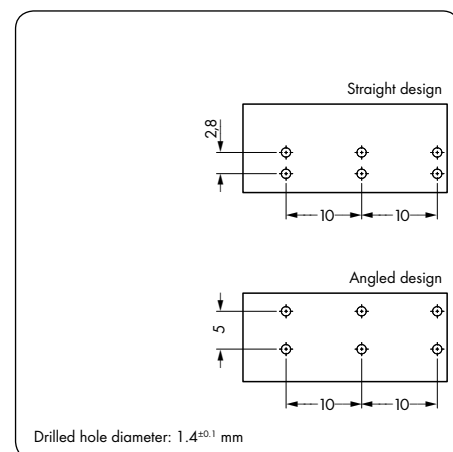 Straight design
2,8
10 10
Angled design
5
10 10
Drilled hole diameter: 1.4±0.1 mm